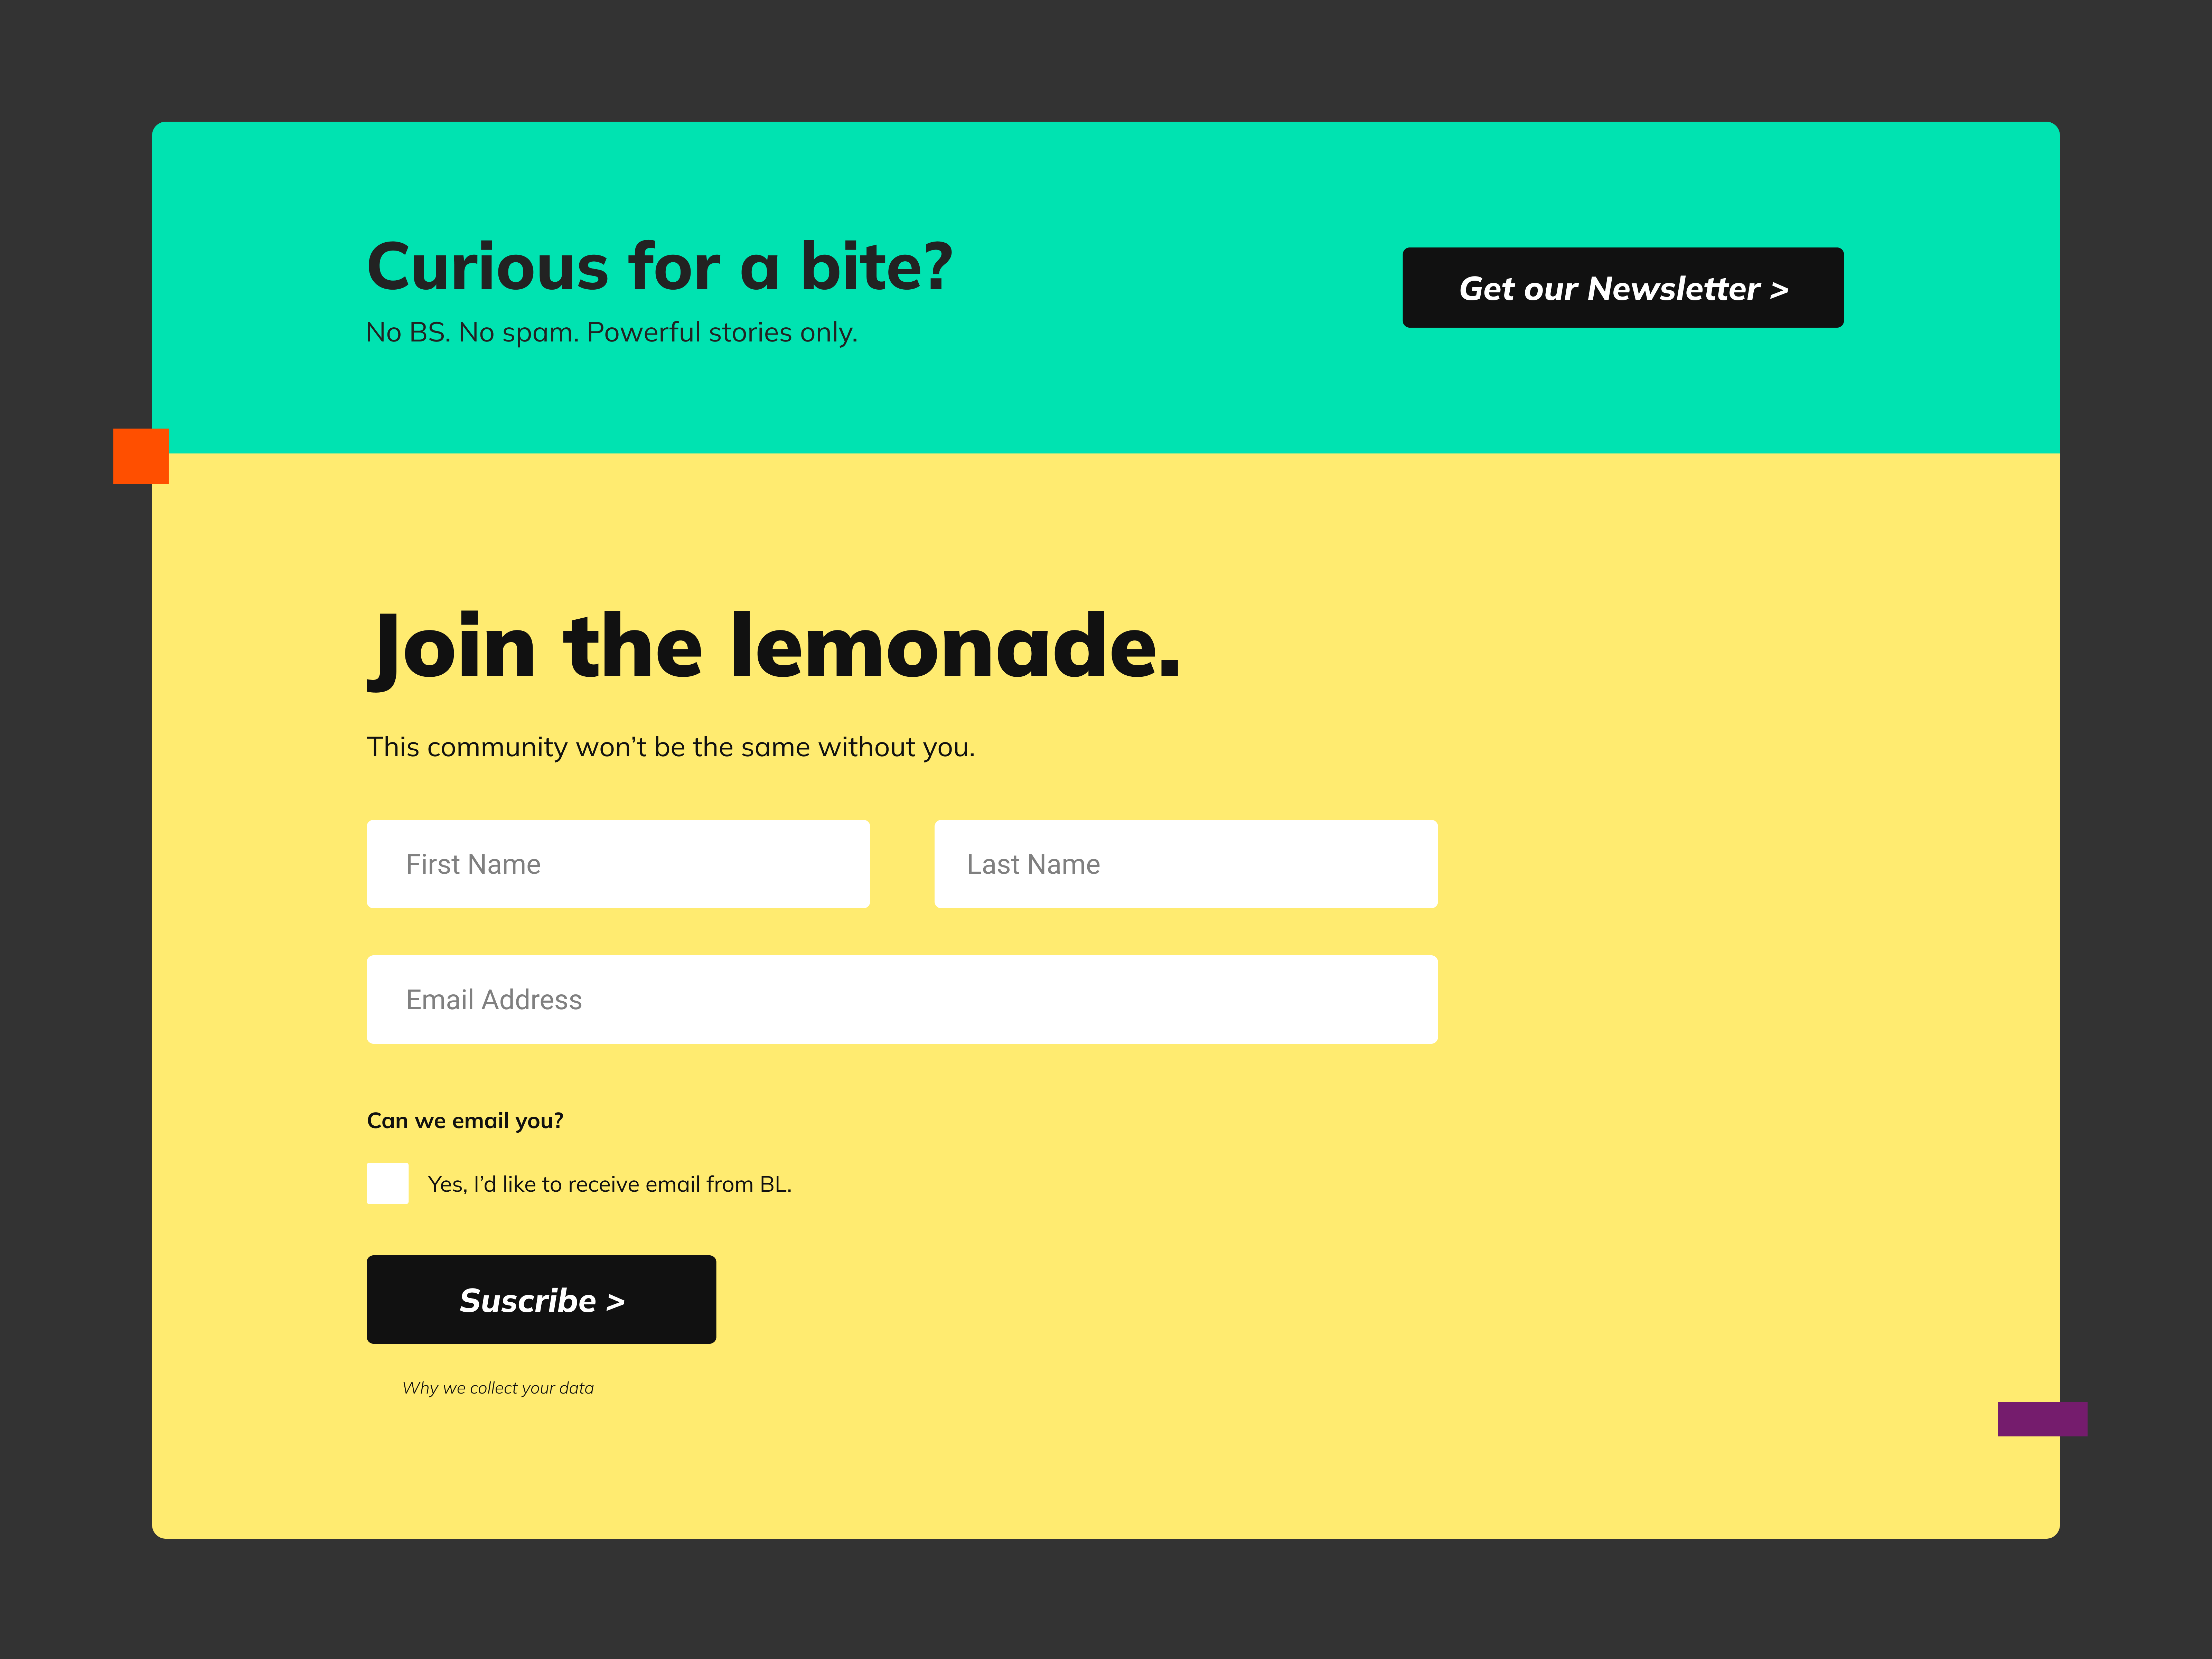 Curious for a bite?
No BS. No spam. Powerful stories only.
Get our Newsletter >
Join the lemonade.
This community won’t be the same without you.
First Name
Last Name
Email Address
Can we email you?
Yes, I’d like to receive email from BL.
Suscribe >
Why we collect your data